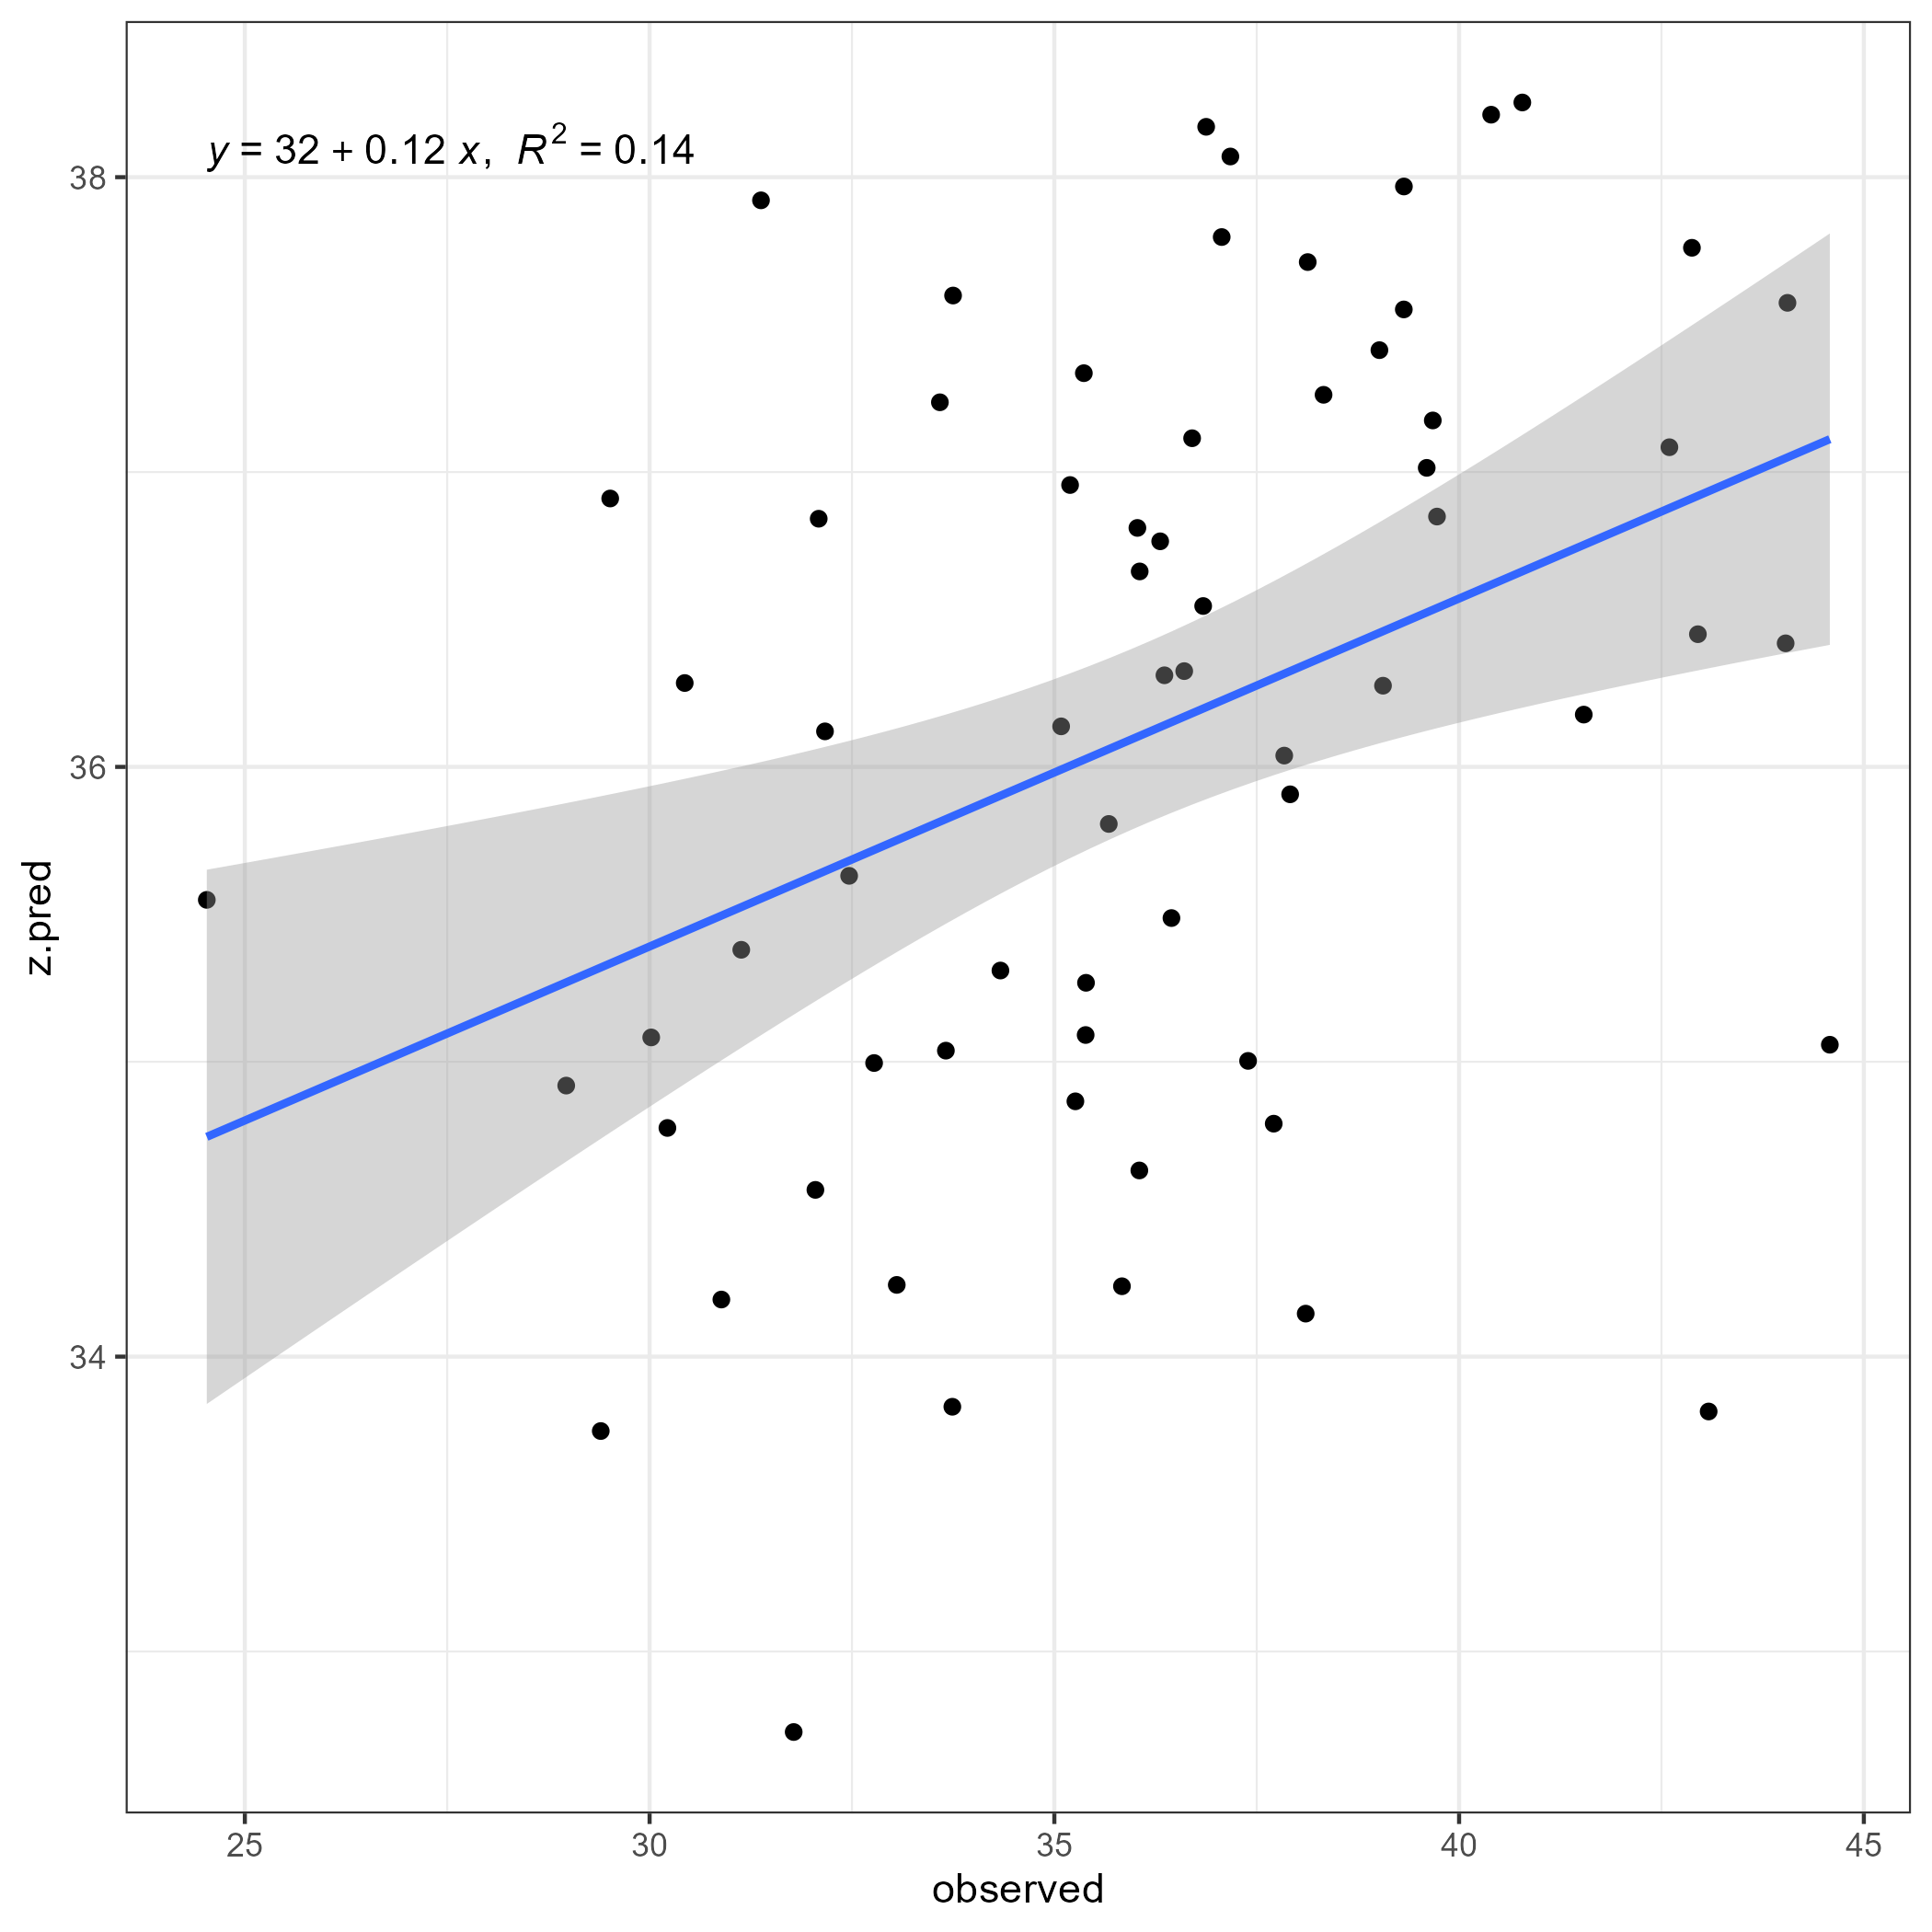 y = 32 + 0.12 x, R² = 0.14
38
36
34
z.pred
25 30 35 40 45
observed